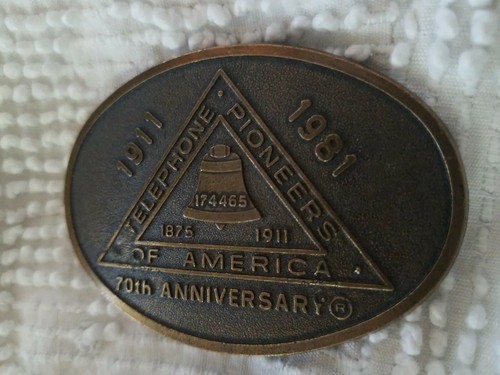 1911 1981
TELEPHONE PIONEERS
174465
1875 1911
OF AMERICA
70th ANNIVERSARY ®